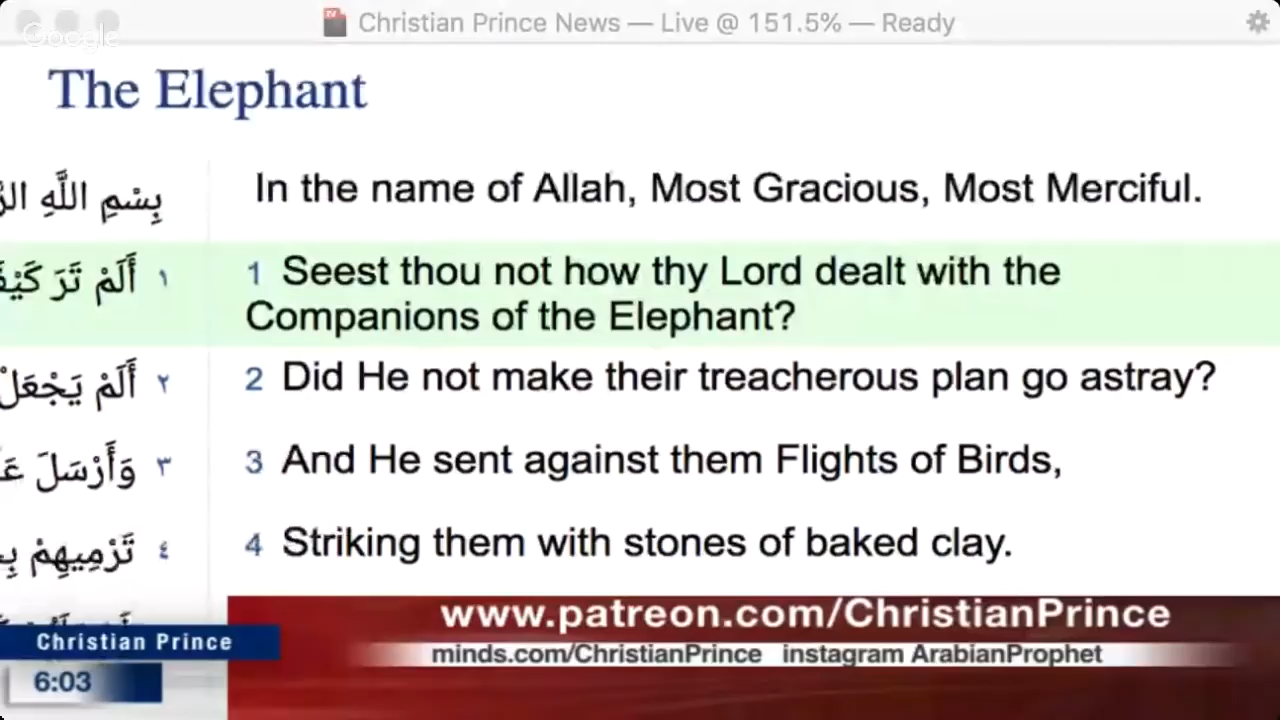 Google
Christian Prince News — Live @ 151.5% — Ready
The Elephant
بِسْمِ اللَّهِ
In the name of Allah, Most Gracious, Most Merciful.
١ أَلَمْ تَرَ
1 Seest thou not how thy Lord dealt with the
Companions of the Elephant?
٢ أَلَمْ يَجْعَلْ
2 Did He not make their treacherous plan go astray?
٣ وَأَرْسَلَ
3 And He sent against them Flights of Birds,
٤ تَرْمِيهِمْ
4 Striking them with stones of baked clay.
www.patreon.com/ChristianPrince
Christian Prince
minds.com/ChristianPrince instagram ArabianProphet
6:03